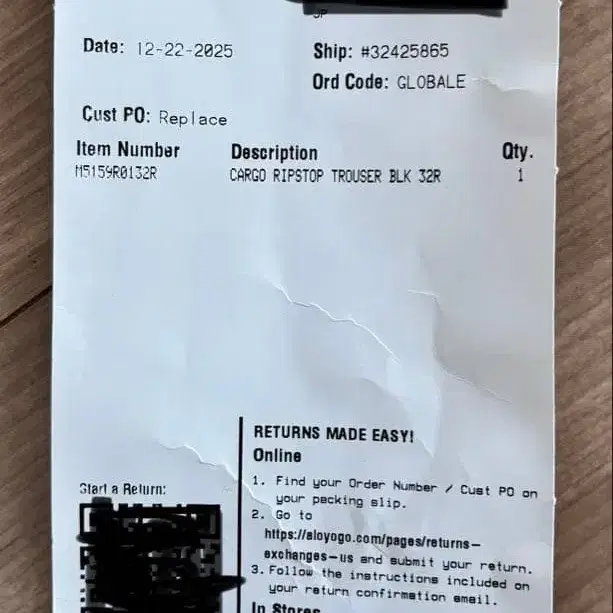 JP
Date: 12-22-2025
Ship: #32425865
Ord Code: GLOBALE
Cust PO: Replace
Item Number Description Qty.
M5159R0132R CARGO RIPSTOP TROUSER BLK 32R 1
RETURNS MADE EASY!
Online
1. Find your Order Number / Cust PO on
your packing slip.
2. Go to
https://aloyogo.com/pages/returns-
exchanges-us and submit your return.
3. Follow the instructions included on
your return confirmation email.
In Stores
Start a Return: